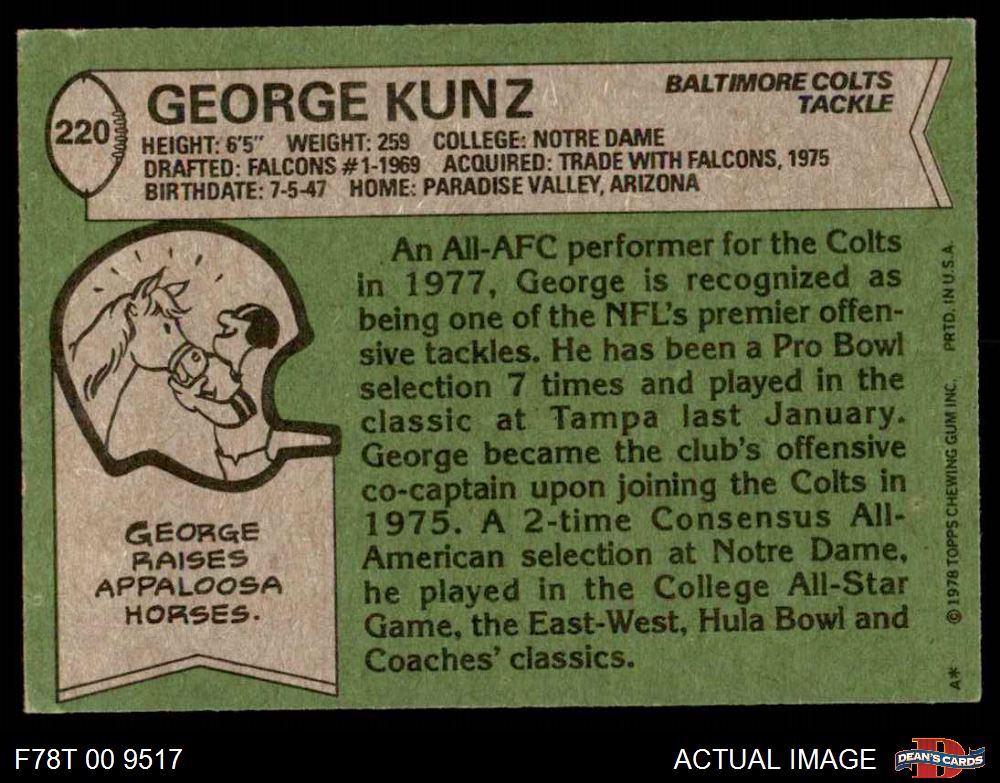 220
GEORGE KUNZ
BALTIMORE COLTS
TACKLE
HEIGHT: 6'5" WEIGHT: 259 COLLEGE: NOTRE DAME
DRAFTED: FALCONS #1-1969 ACQUIRED: TRADE WITH FALCONS, 1975
BIRTHDATE: 7-5-47 HOME: PARADISE VALLEY, ARIZONA
An All-AFC performer for the Colts
in 1977, George is recognized as
being one of the NFL's premier offen-
sive tackles. He has been a Pro Bowl
selection 7 times and played in the
classic at Tampa last January.
George became the club's offensive
co-captain upon joining the Colts in
1975. A 2-time Consensus All-
American selection at Notre Dame,
he played in the College All-Star
Game, the East-West, Hula Bowl and
Coaches' classics.
GEORGE
RAISES
APPALOOSA
HORSES.
A* ©1978 TOPPS CHEWING GUM INC. PRTD. IN U.S.A.
F78T 00 9517
ACTUAL IMAGE
D
DEAN'S CARDS